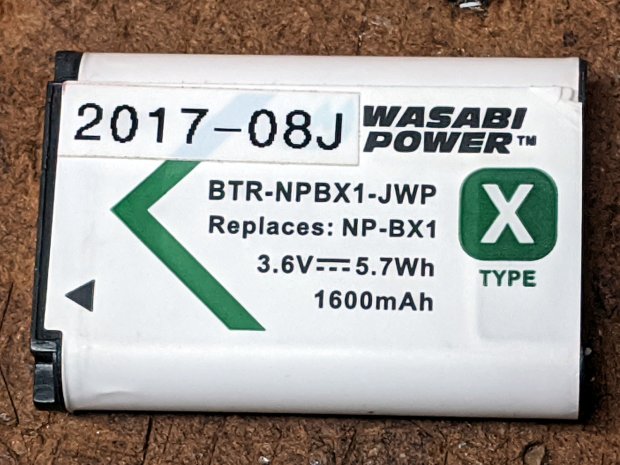 2017-08J
WASABI
POWER™
BTR-NPBX1-JWP
Replaces: NP-BX1
3.6V⎓5.7Wh
1600mAh
X
TYPE